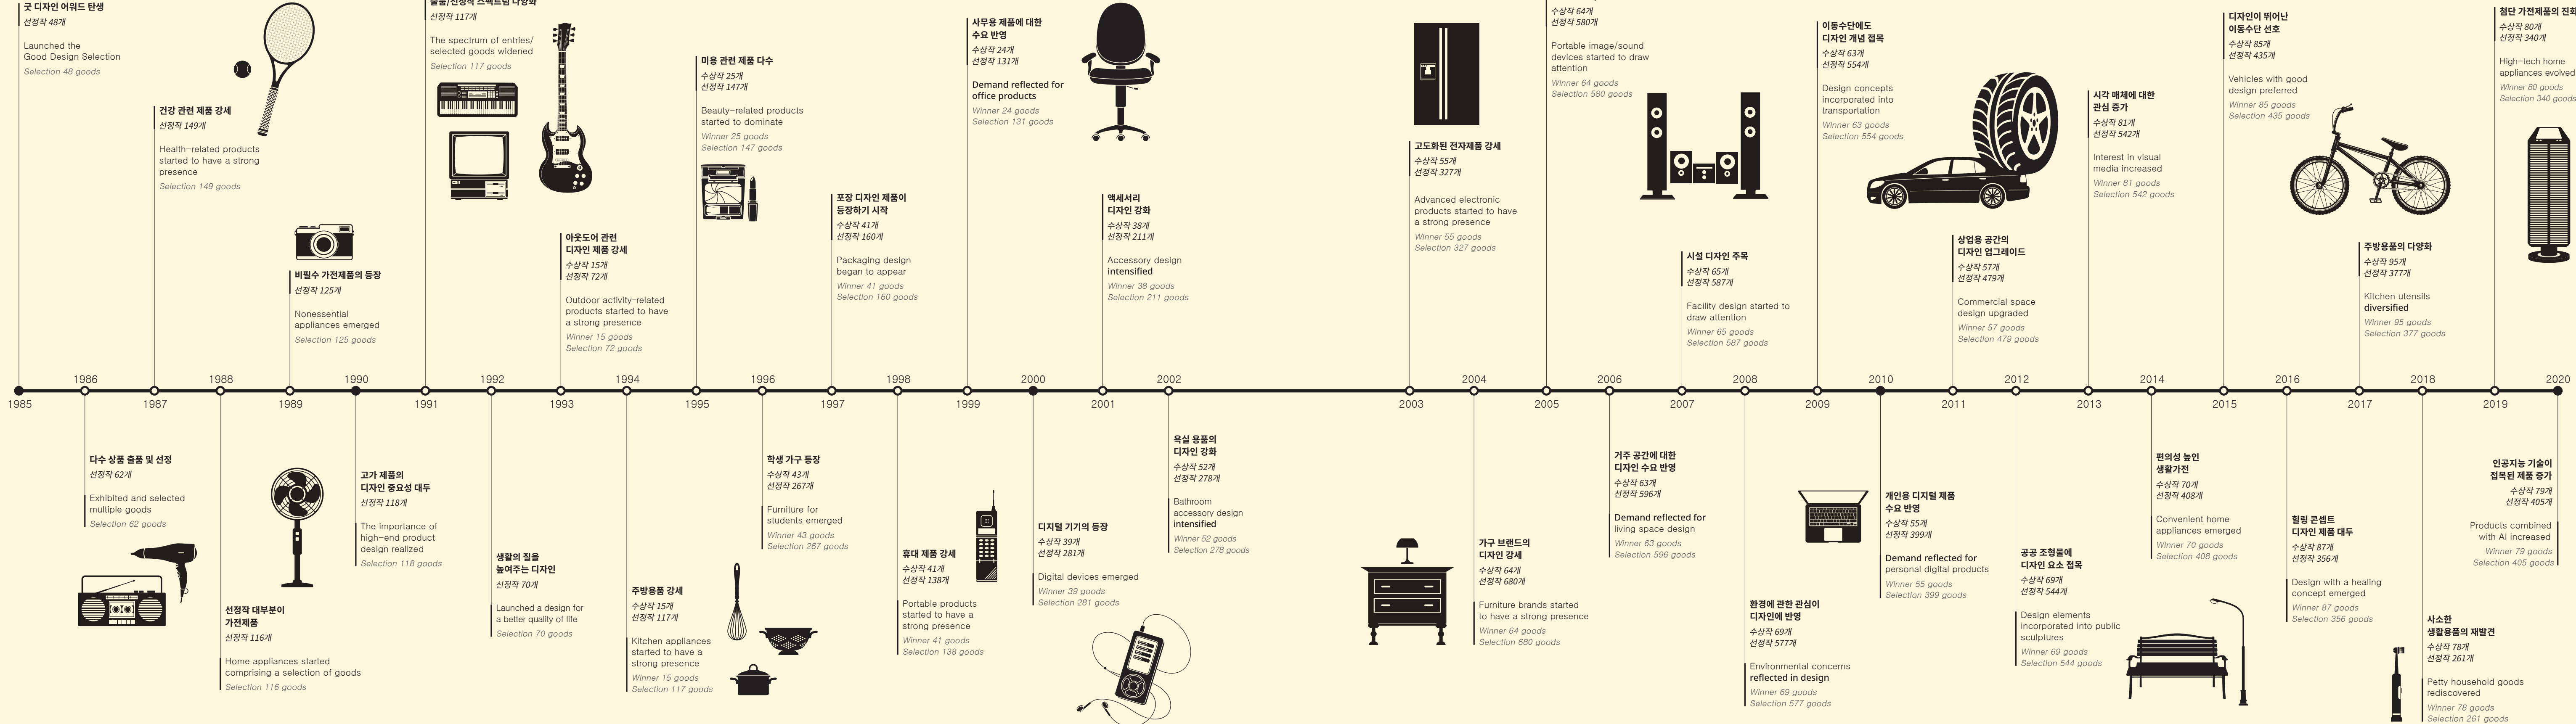 굿 디자인 어워드 탄생
선정작 48개
Launched the
Good Design Selection
Selection 48 goods
건강 관련 제품 강세
선정작 149개
Health-related products
started to have a strong
presence
Selection 149 goods
비필수 가전제품의 등장
선정작 125개
Nonessential
appliances emerged
Selection 125 goods
출품/선정작 스펙트럼 다양화
선정작 117개
The spectrum of entries/
selected goods widened
Selection 117 goods
아웃도어 관련
디자인 제품 강세
수상작 15개
선정작 72개
Outdoor activity-related
products started to have
a strong presence
Winner 15 goods
Selection 72 goods
미용 관련 제품 다수
수상작 25개
선정작 147개
Beauty-related products
started to dominate
Winner 25 goods
Selection 147 goods
포장 디자인 제품이
등장하기 시작
수상작 41개
선정작 160개
Packaging design
began to appear
Winner 41 goods
Selection 160 goods
사무용 제품에 대한
수요 반영
수상작 24개
선정작 131개
Demand reflected for
office products
Winner 24 goods
Selection 131 goods
액세서리
디자인 강화
수상작 38개
선정작 211개
Accessory design
intensified
Winner 38 goods
Selection 211 goods
고도화된 전자제품 강세
수상작 55개
선정작 327개
Advanced electronic
products started to have
a strong presence
Winner 55 goods
Selection 327 goods
수상작 64개
선정작 580개
Portable image/sound
devices started to draw
attention
Winner 64 goods
Selection 580 goods
시설 디자인 주목
수상작 65개
선정작 587개
Facility design started to
draw attention
Winner 65 goods
Selection 587 goods
이동수단에도
디자인 개념 접목
수상작 63개
선정작 554개
Design concepts
incorporated into
transportation
Winner 63 goods
Selection 554 goods
상업용 공간의
디자인 업그레이드
수상작 57개
선정작 479개
Commercial space
design upgraded
Winner 57 goods
Selection 479 goods
시각 매체에 대한
관심 증가
수상작 81개
선정작 542개
Interest in visual
media increased
Winner 81 goods
Selection 542 goods
디자인이 뛰어난
이동수단 선호
수상작 85개
선정작 435개
Vehicles with good
design preferred
Winner 85 goods
Selection 435 goods
주방용품의 다양화
수상작 95개
선정작 377개
Kitchen utensils
diversified
Winner 95 goods
Selection 377 goods
첨단 가전제품의 진화
수상작 80개
선정작 340개
High-tech home
appliances evolved
Winner 80 goods
Selection 340 goods
1986 1988 1990 1992 1994 1996 1998 2000 2002 2004 2006 2008 2010 2012 2014 2016 2018 2020
1985 1987 1989 1991 1993 1995 1997 1999 2001 2003 2005 2007 2009 2011 2013 2015 2017 2019
다수 상품 출품 및 선정
선정작 62개
Exhibited and selected
multiple goods
Selection 62 goods
선정작 대부분이
가전제품
선정작 116개
Home appliances started
comprising a selection of goods
Selection 116 goods
고가 제품의
디자인 중요성 대두
선정작 118개
The importance of
high-end product
design realized
Selection 118 goods
생활의 질을
높여주는 디자인
선정작 70개
Launched a design for
a better quality of life
Selection 70 goods
주방용품 강세
수상작 15개
선정작 117개
Kitchen appliances
started to have a
strong presence
Winner 15 goods
Selection 117 goods
학생 가구 등장
수상작 43개
선정작 267개
Furniture for
students emerged
Winner 43 goods
Selection 267 goods
휴대 제품 강세
수상작 41개
선정작 138개
Portable products
started to have a
strong presence
Winner 41 goods
Selection 138 goods
디지털 기기의 등장
수상작 39개
선정작 281개
Digital devices emerged
Winner 39 goods
Selection 281 goods
욕실 용품의
디자인 강화
수상작 52개
선정작 278개
Bathroom
accessory design
intensified
Winner 52 goods
Selection 278 goods
가구 브랜드의
디자인 강세
수상작 64개
선정작 680개
Furniture brands started
to have a strong presence
Winner 64 goods
Selection 680 goods
거주 공간에 대한
디자인 수요 반영
수상작 63개
선정작 596개
Demand reflected for
living space design
Winner 63 goods
Selection 596 goods
환경에 관한 관심이
디자인에 반영
수상작 69개
선정작 577개
Environmental concerns
reflected in design
Winner 69 goods
Selection 577 goods
개인용 디지털 제품
수요 반영
수상작 55개
선정작 399개
Demand reflected for
personal digital products
Winner 55 goods
Selection 399 goods
공공 조형물에
디자인 요소 접목
수상작 69개
선정작 544개
Design elements
incorporated into public
sculptures
Winner 69 goods
Selection 544 goods
편의성 높인
생활가전
수상작 70개
선정작 408개
Convenient home
appliances emerged
Winner 70 goods
Selection 408 goods
힐링 콘셉트
디자인 제품 대두
수상작 87개
선정작 356개
Design with a healing
concept emerged
Winner 87 goods
Selection 356 goods
사소한
생활용품의 재발견
수상작 78개
선정작 261개
Petty household goods
rediscovered
Winner 78 goods
Selection 261 goods
인공지능 기술이
접목된 제품 증가
수상작 79개
선정작 405개
Products combined
with AI increased
Winner 79 goods
Selection 405 goods